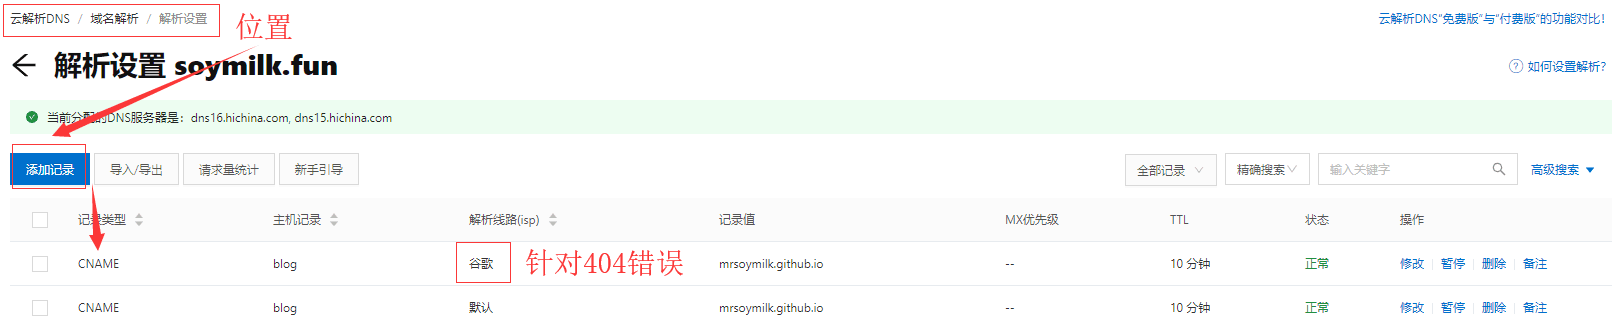 云解析DNS / 域名解析 / 解析设置
位置
云解析DNS“免费版”与“付费版”的功能对比!
← 解析设置 soymilk.fun
如何设置解析?
当前分配的DNS服务器是: dns16.hichina.com, dns15.hichina.com
添加记录 导入/导出 请求量统计 新手引导 全部记录 精确搜索 输入关键字 高级搜索
记录类型 主机记录 解析线路(isp) 记录值 MX优先级 TTL 状态 操作
CNAME blog 谷歌 针对404错误 mrsoymilk.github.io -- 10 分钟 正常 修改 暂停 删除 备注
CNAME blog 默认 mrsoymilk.github.io -- 10 分钟 正常 修改 暂停 删除 备注